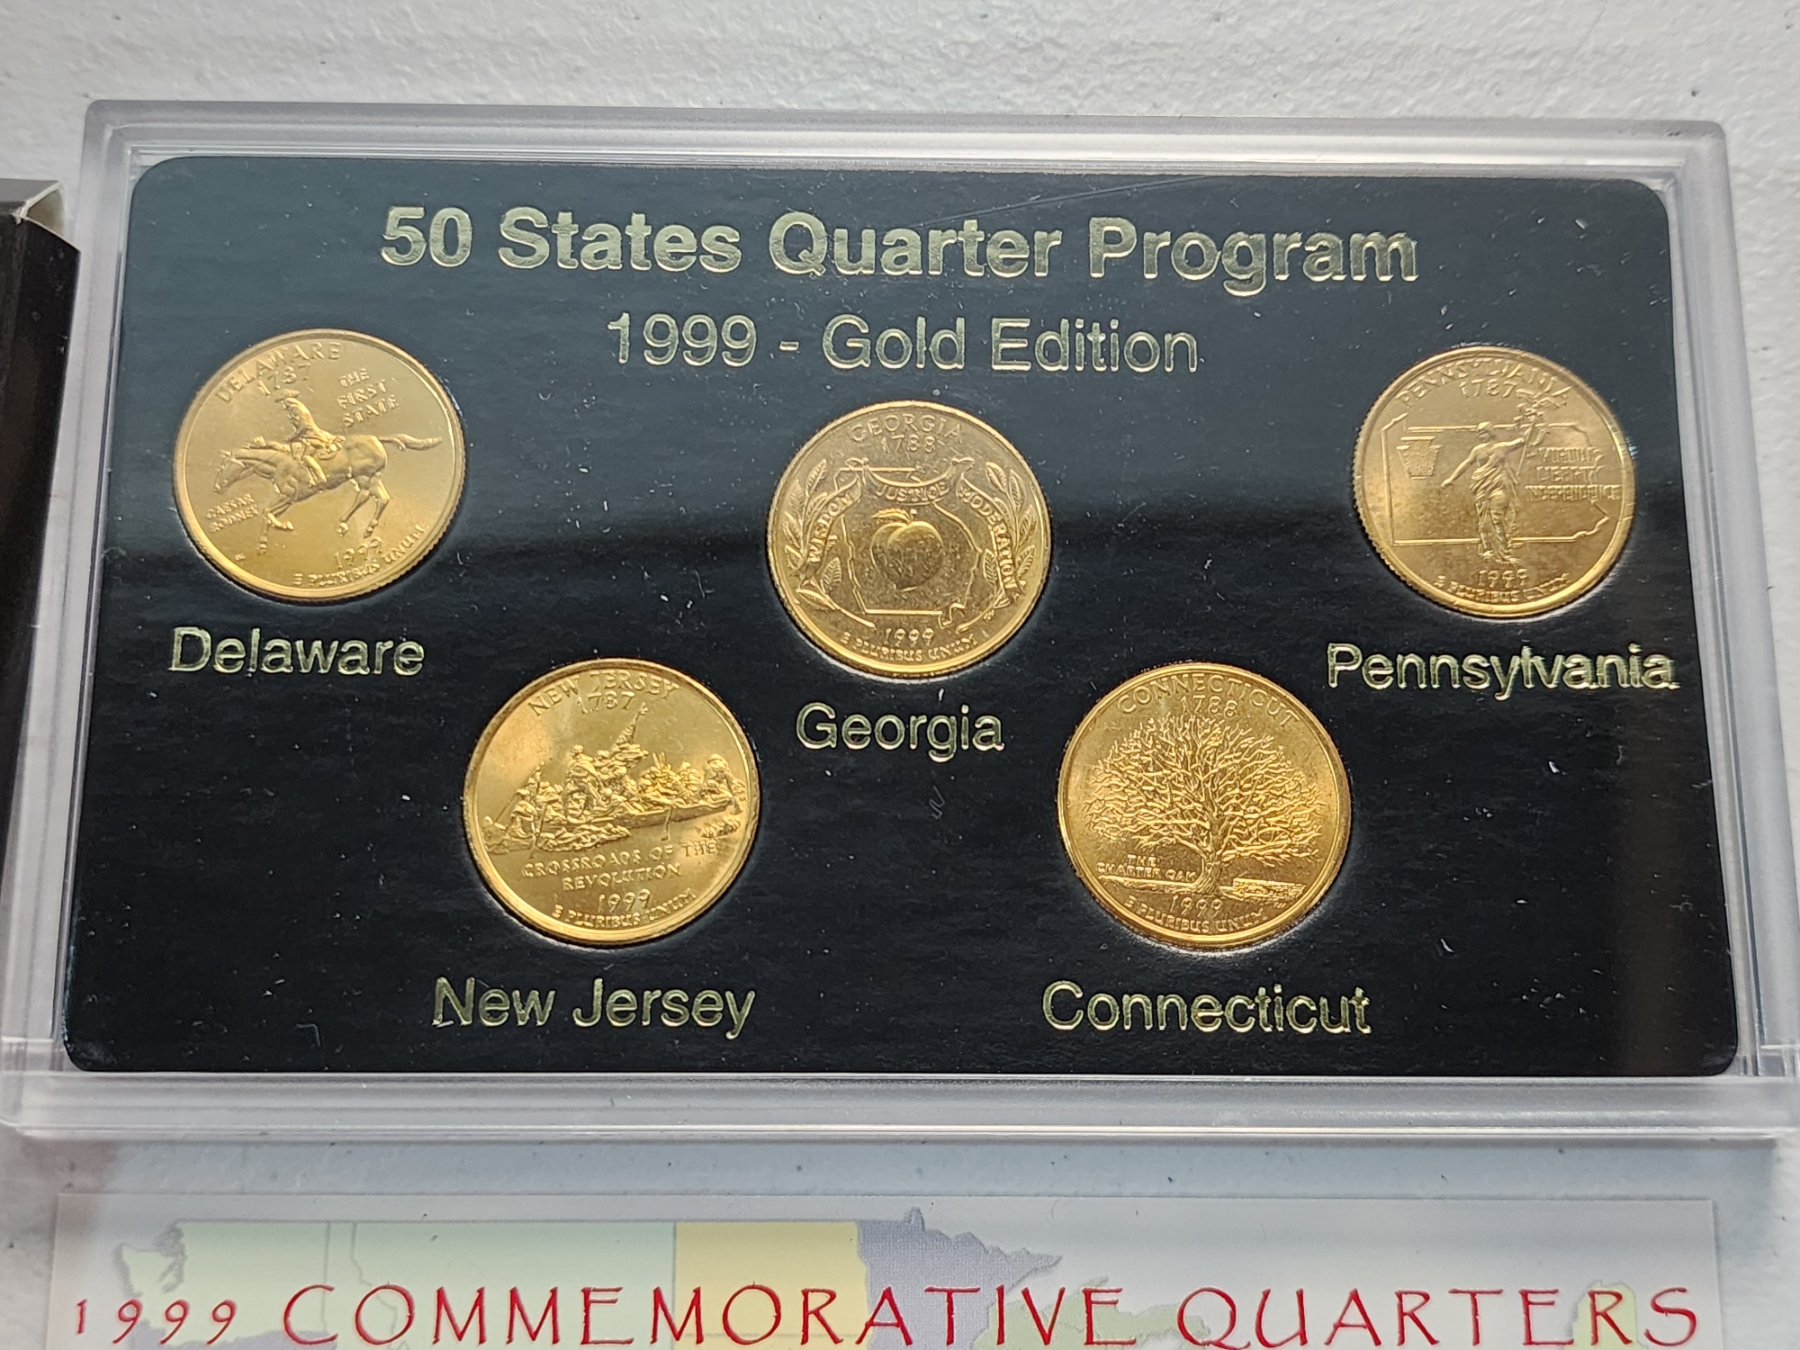 50 States Quarter Program
1999 - Gold Edition
DELAWARE
1787
THE
FIRST
STATE
CAESAR
RODNEY
1999
E PLURIBUS UNUM
Delaware
GEORGIA
1788
WISDOM
JUSTICE
MODERATION
1999
E PLURIBUS UNUM
Georgia
PENNSYLVANIA
1787
VIRTUE
LIBERTY
INDEPENDENCE
1999
E PLURIBUS UNUM
Pennsylvania
NEW JERSEY
1787
CROSSROADS OF THE
REVOLUTION
1999
E PLURIBUS UNUM
New Jersey
CONNECTICUT
1788
THE
CHARTER OAK
1999
E PLURIBUS UNUM
Connecticut
1999 COMMEMORATIVE QUARTERS